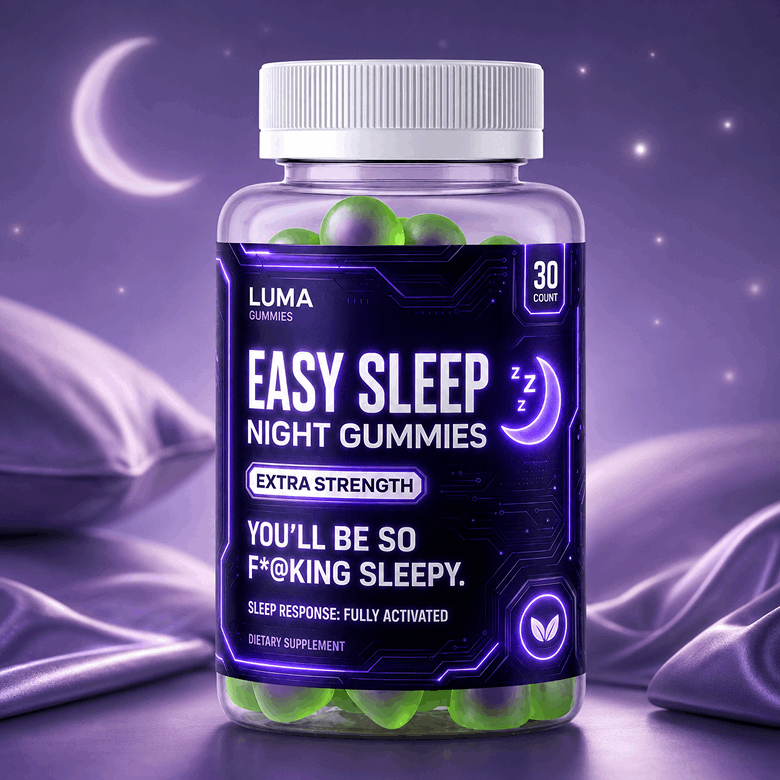 30
COUNT
LUMA
GUMMIES
EASY SLEEP
NIGHT GUMMIES
z
Z
z
EXTRA STRENGTH
YOU'LL BE SO
F*@KING SLEEPY.
SLEEP RESPONSE: FULLY ACTIVATED
DIETARY SUPPLEMENT